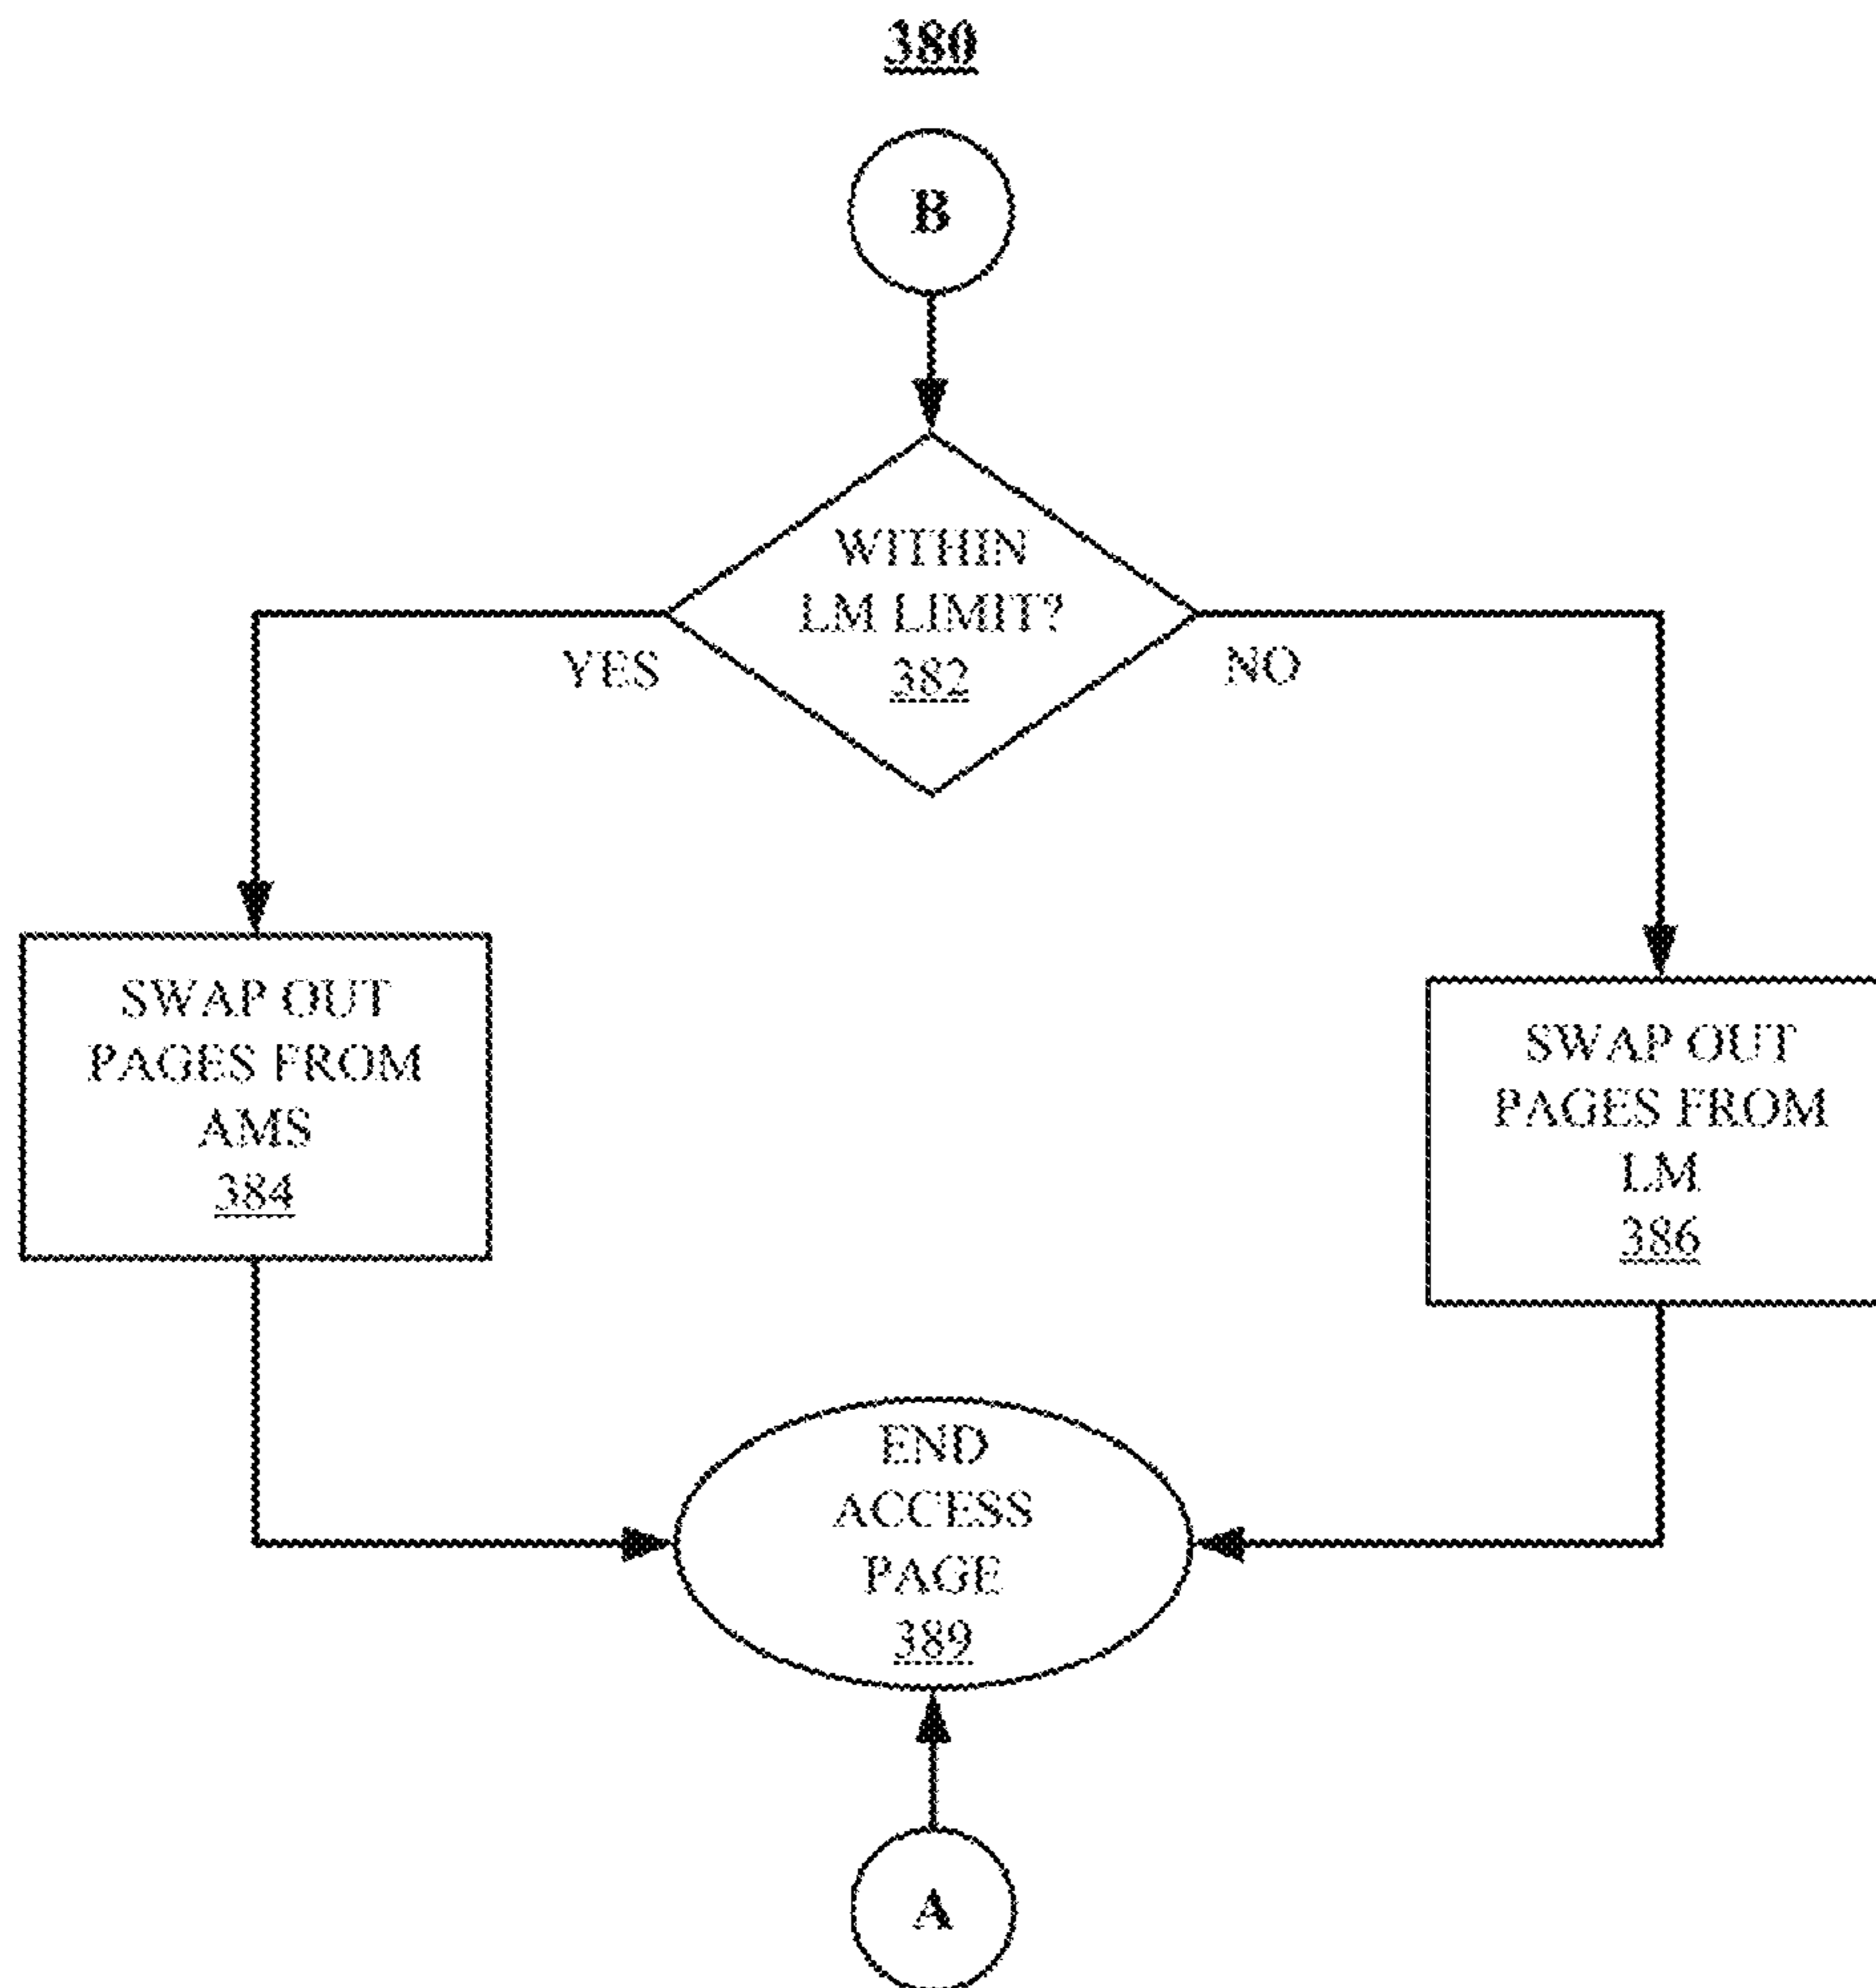 380
B
WITHIN
LM LIMIT?
382
YES
NO
SWAP OUT
PAGES FROM
AMS
384
SWAP OUT
PAGES FROM
LM
386
END
ACCESS
PAGE
389
A